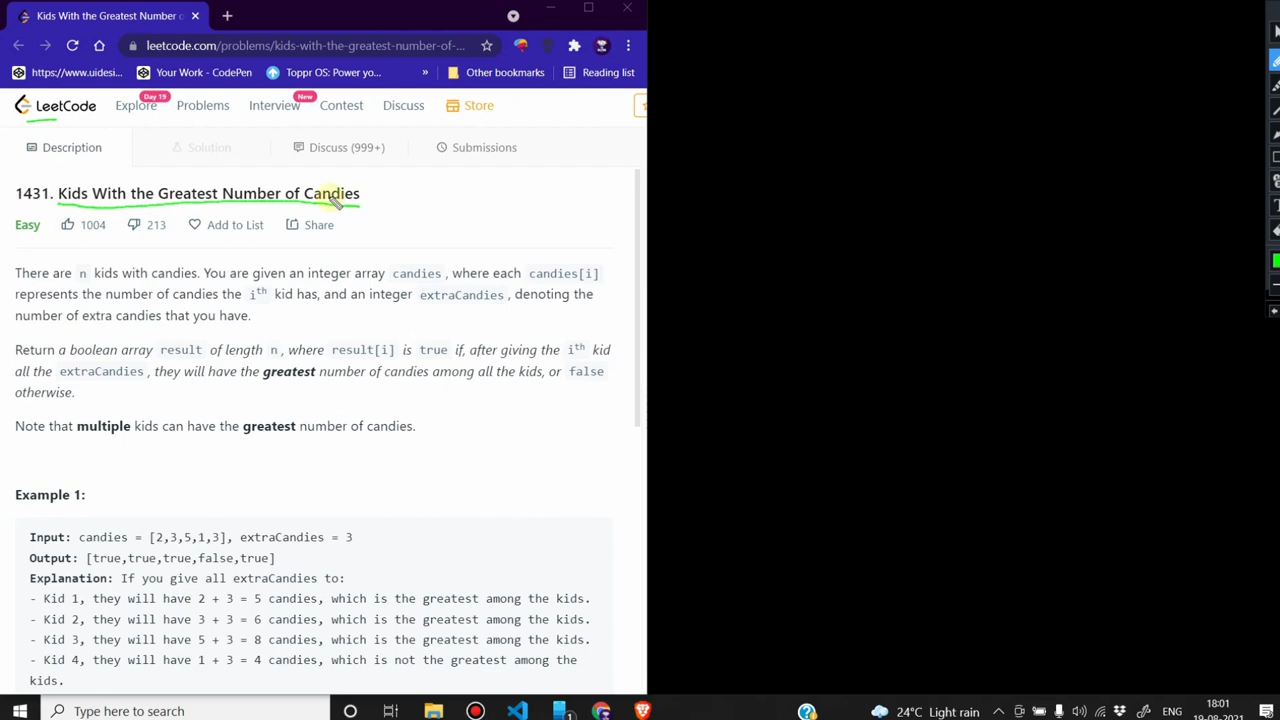 Kids With the Greatest Number o
leetcode.com/problems/kids-with-the-greatest-number-of-...
https://www.uidesi...
Your Work - CodePen
Toppr OS: Power yo...
»
Other bookmarks
Reading list
LeetCode
Explore
Day 19
Problems
Interview
New
Contest
Discuss
Store
Description
Solution
Discuss (999+)
Submissions
1431. Kids With the Greatest Number of Candies
Easy
1004
213
Add to List
Share
There are n kids with candies. You are given an integer array candies, where each candies[i]
represents the number of candies the ith kid has, and an integer extraCandies, denoting the
number of extra candies that you have.
Return a boolean array result of length n, where result[i] is true if, after giving the ith kid
all the extraCandies, they will have the greatest number of candies among all the kids, or false
otherwise.
Note that multiple kids can have the greatest number of candies.
Example 1:
Input: candies = [2,3,5,1,3], extraCandies = 3
Output: [true,true,true,false,true]
Explanation: If you give all extraCandies to:
- Kid 1, they will have 2 + 3 = 5 candies, which is the greatest among the kids.
- Kid 2, they will have 3 + 3 = 6 candies, which is the greatest among the kids.
- Kid 3, they will have 5 + 3 = 8 candies, which is the greatest among the kids.
- Kid 4, they will have 1 + 3 = 4 candies, which is not the greatest among the
kids.
Type here to search
24°C Light rain
ENG
18:01
19-08-2021